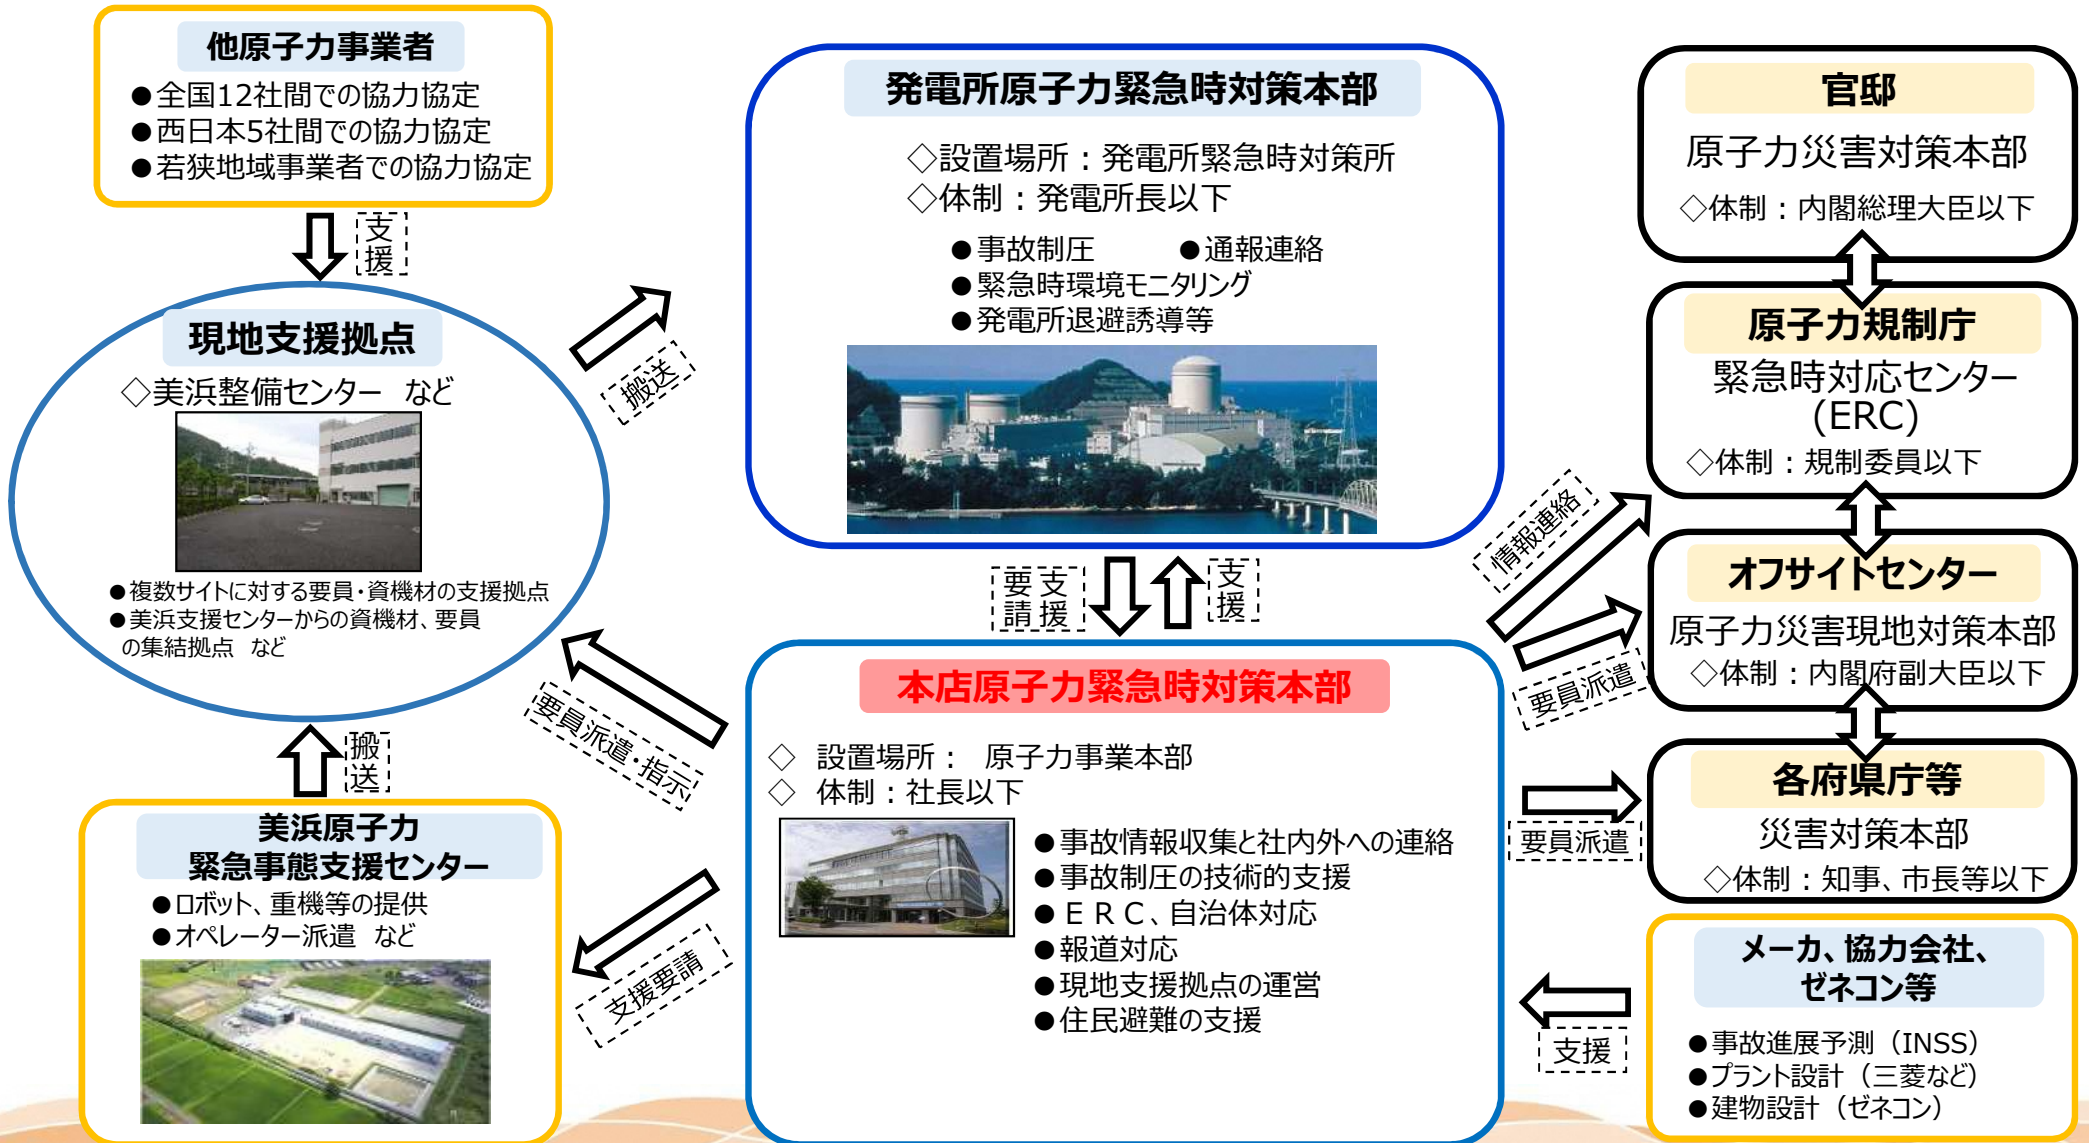 他原子力事業者
●全国12社間での協力協定
●西日本5社間での協力協定
●若狭地域事業者での協力協定
支援
現地支援拠点
◇美浜整備センター など
●複数サイトに対する要員・資機材の支援拠点
●美浜支援センターからの資機材、要員
の集結拠点 など
搬送
搬送
美浜原子力
緊急事態支援センター
●ロボット、重機等の提供
●オペレーター派遣 など
発電所原子力緊急時対策本部
◇設置場所：発電所緊急時対策所
◇体制：発電所長以下
●事故制圧 ●通報連絡
●緊急時環境モニタリング
●発電所退避誘導等
支援要請
支援
要員派遣・指示
支援要請
本店原子力緊急時対策本部
◇ 設置場所： 原子力事業本部
◇ 体制：社長以下
●事故情報収集と社内外への連絡
●事故制圧の技術的支援
●ＥＲＣ、自治体対応
●報道対応
●現地支援拠点の運営
●住民避難の支援
情報連絡
要員派遣
要員派遣
支援
官邸
原子力災害対策本部
◇体制：内閣総理大臣以下
原子力規制庁
緊急時対応センター
(ERC)
◇体制：規制委員以下
オフサイトセンター
原子力災害現地対策本部
◇体制：内閣府副大臣以下
各府県庁等
災害対策本部
◇体制：知事、市長等以下
メーカ、協力会社、
ゼネコン等
●事故進展予測（INSS）
●プラント設計（三菱など）
●建物設計（ゼネコン）